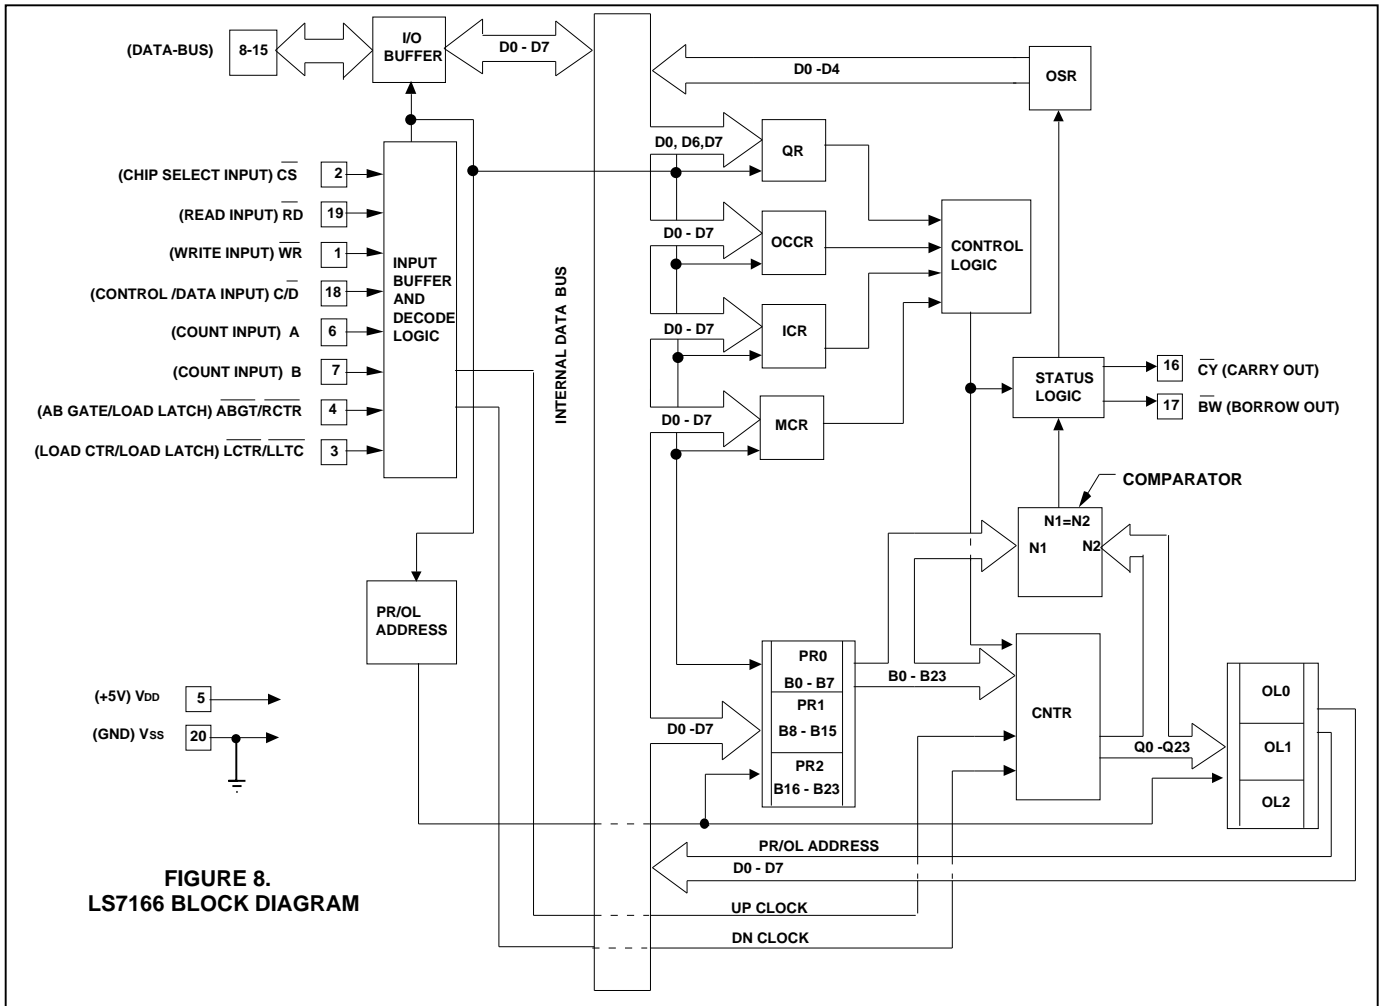 (DATA-BUS) 8-15
I/O
BUFFER
D0 - D7
D0 -D4
OSR
D0, D6,D7
QR
(CHIP SELECT INPUT) CS 2
(READ INPUT) RD 19
(WRITE INPUT) WR 1
(CONTROL /DATA INPUT) C/D 18
(COUNT INPUT) A 6
(COUNT INPUT) B 7
(AB GATE/LOAD LATCH) ABGT/RCTR 4
(LOAD CTR/LOAD LATCH) LCTR/LLTC 3
INPUT
BUFFER
AND
DECODE
LOGIC
INTERNAL DATA BUS
D0 - D7
OCCR
CONTROL
LOGIC
D0 - D7
ICR
D0 - D7
MCR
STATUS
LOGIC
16 CY (CARRY OUT)
17 BW (BORROW OUT)
COMPARATOR
N1=N2
N1
N2
PR/OL
ADDRESS
PR0
B0 - B7
PR1
B8 - B15
PR2
B16 - B23
D0 -D7
B0 - B23
CNTR
Q0 -Q23
OL0
OL1
OL2
(+5V) VDD 5
(GND) VSS 20
PR/OL ADDRESS
D0 - D7
UP CLOCK
DN CLOCK
FIGURE 8.
LS7166 BLOCK DIAGRAM